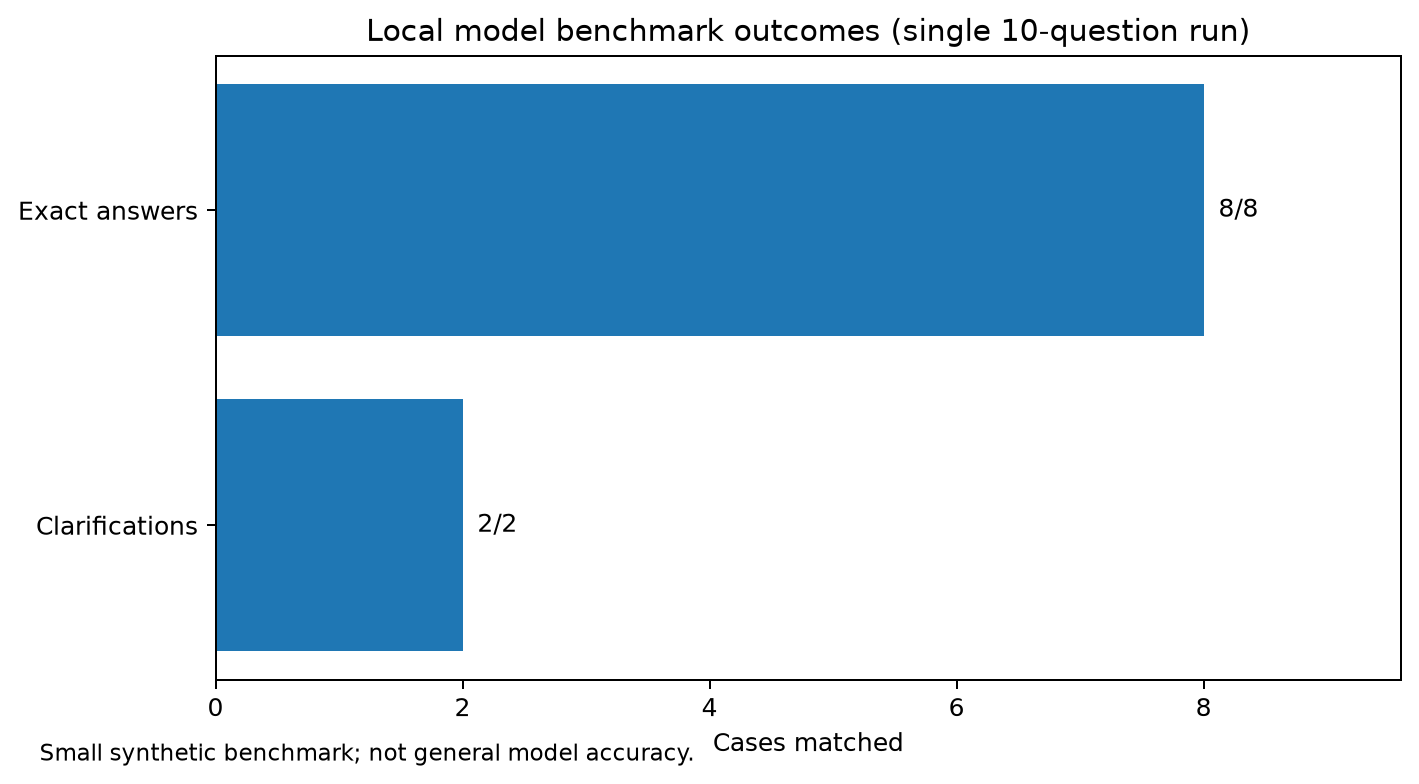 Local model benchmark outcomes (single 10-question run)
Exact answers
8/8
Clarifications
2/2
0 2 4 6 8
Cases matched
Small synthetic benchmark; not general model accuracy.